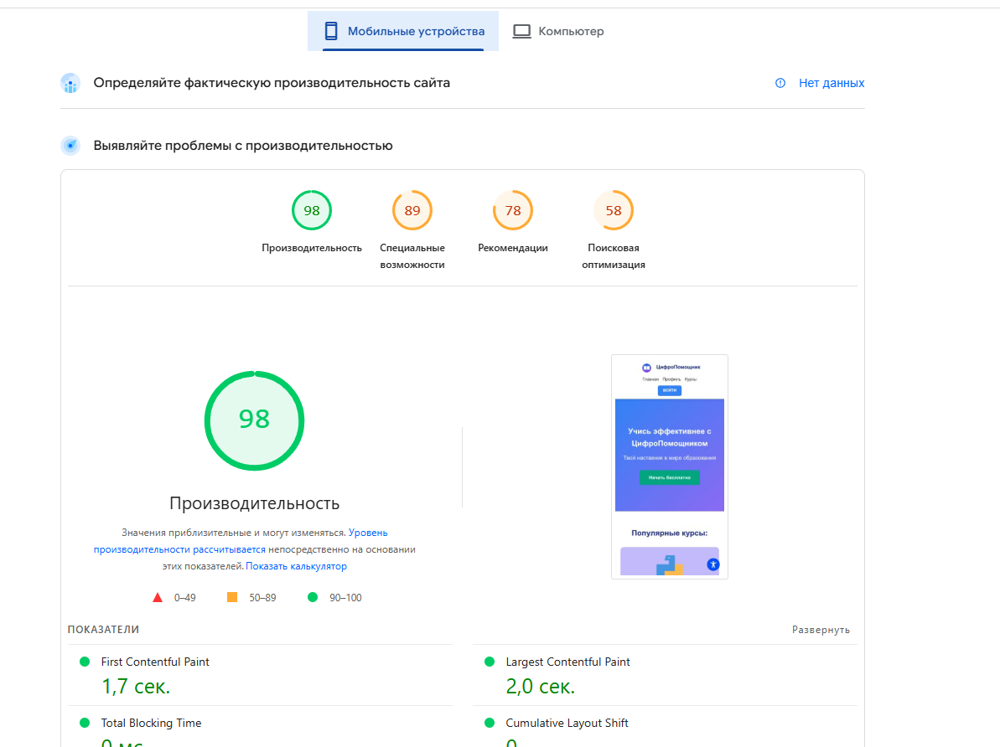 Мобильные устройства
Компьютер
Определяйте фактическую производительность сайта
Нет данных
Выявляйте проблемы с производительностью
98
89
78
58
Производительность
Специальные
возможности
Рекомендации
Поисковая
оптимизация
98
Производительность
Значения приблизительные и могут изменяться. Уровень
производительности рассчитывается непосредственно на основании
этих показателей. Показать калькулятор
0–49
50–89
90–100
ЦифроПомощник
Главная Профиль Курсы
ВОЙТИ
Учись эффективнее с
ЦифроПомощником
Твой наставник в мире образования
Начать бесплатно
Популярные курсы:
ПОКАЗАТЕЛИ
Развернуть
First Contentful Paint
1,7 сек.
Largest Contentful Paint
2,0 сек.
Total Blocking Time
0 мс
Cumulative Layout Shift
0